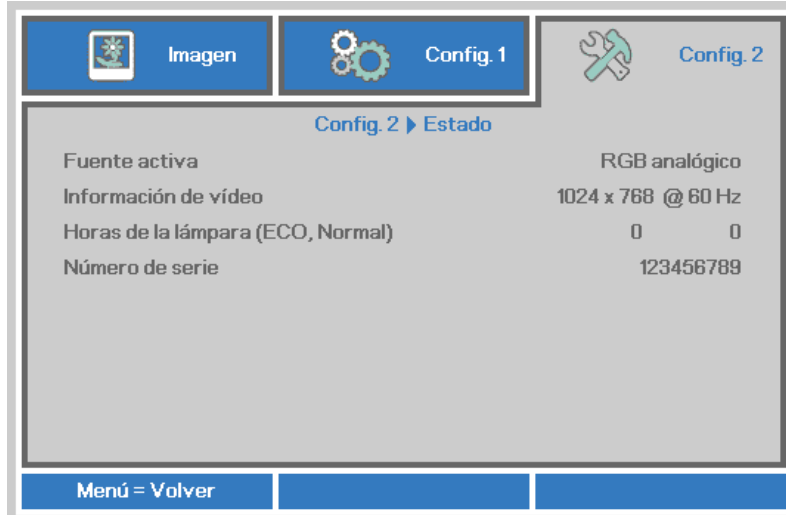 Imagen Config. 1 Config. 2
Config. 2 ▶ Estado
Fuente activa RGB analógico
Información de vídeo 1024 x 768 @ 60 Hz
Horas de la lámpara (ECO, Normal) 0 0
Número de serie 123456789
Menú = Volver